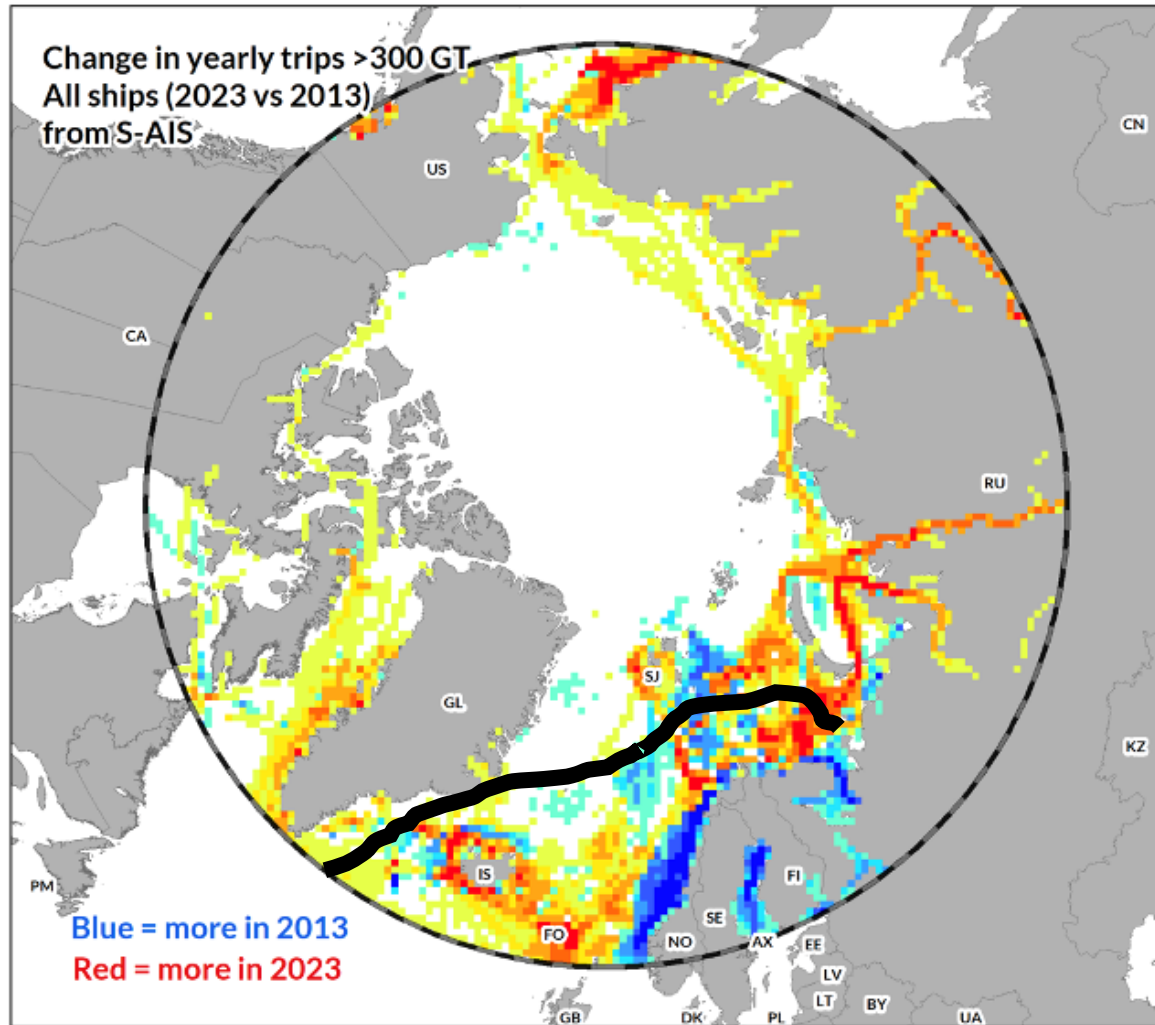 Change in yearly trips >300 GT
All ships (2023 vs 2013)
from S-AIS
CN
US
CA
RU
SJ
GL
KZ
IS
FI
PM
SE
FO
NO
AX
EE
LV
LT
BY
GB
DK
PL
UA
Blue = more in 2013
Red = more in 2023